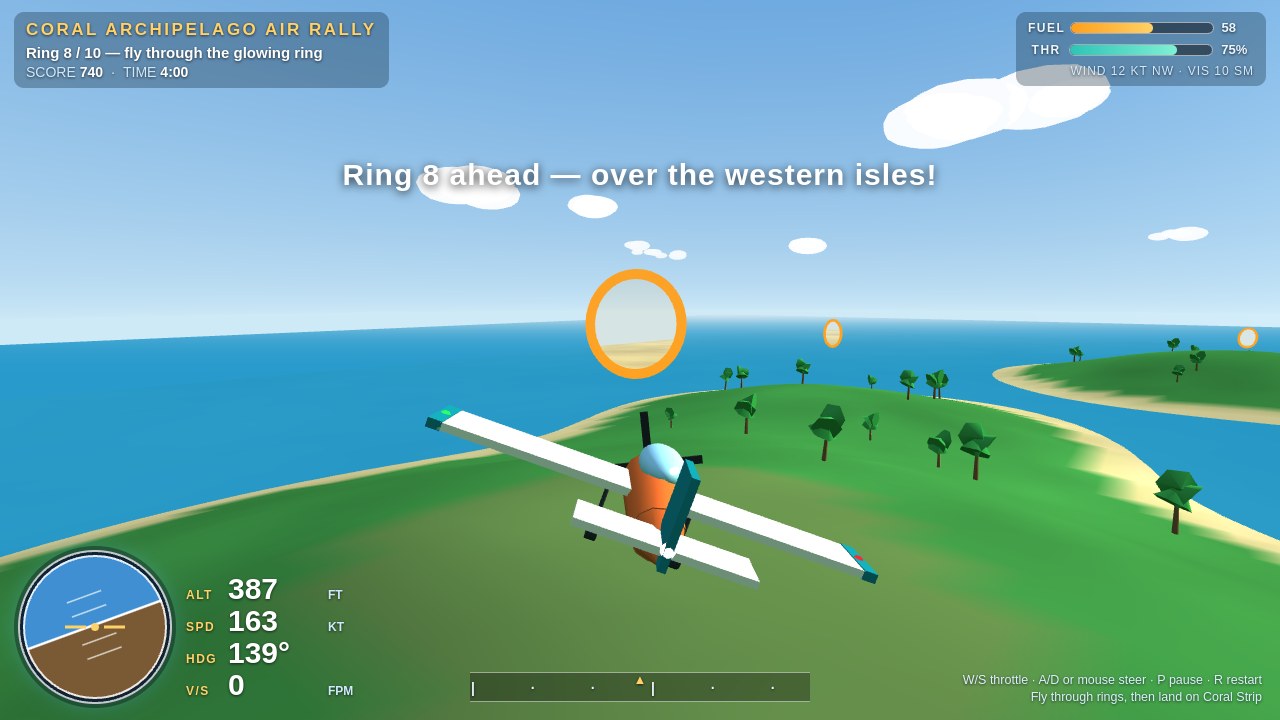 CORAL ARCHIPELAGO AIR RALLY
Ring 8 / 10 — fly through the glowing ring
SCORE 740 · TIME 4:00
FUEL 58
THR 75%
WIND 12 KT NW · VIS 10 SM
Ring 8 ahead — over the western isles!
ALT 387 FT
SPD 163 KT
HDG 139°
V/S 0 FPM
W/S throttle · A/D or mouse steer · P pause · R restart
Fly through rings, then land on Coral Strip